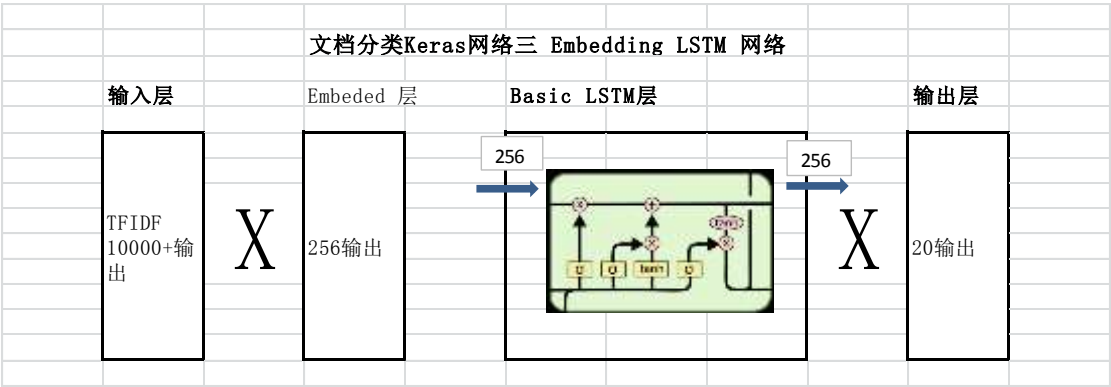 文档分类Keras网络三 Embedding LSTM 网络
输入层
Embeded 层
Basic LSTM层
输出层
256
256
TFIDF
10000+输
出
X
256输出
X
20输出
x
+
tanh
x
x
σ
σ
tanh
σ